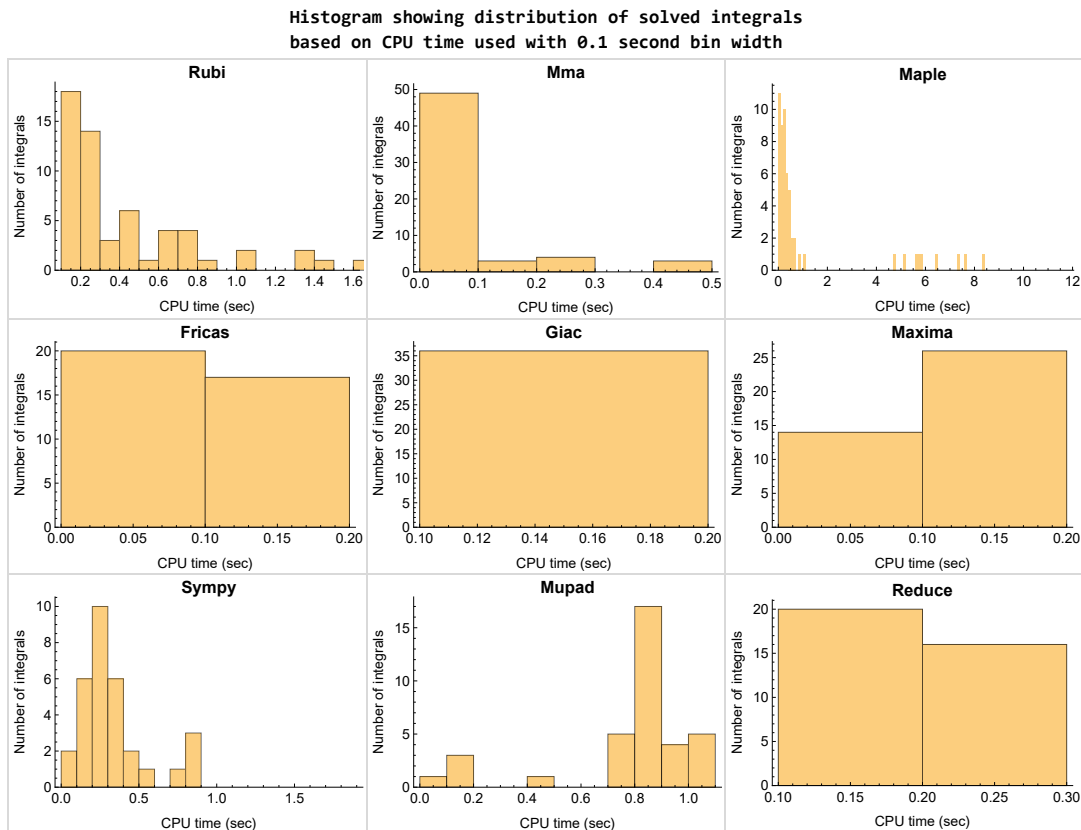 Histogram showing distribution of solved integrals
based on CPU time used with 0.1 second bin width
Rubi
Number of integrals
0 5 10 15
0.2 0.4 0.6 0.8 1.0 1.2 1.4 1.6
CPU time (sec)
Mma
Number of integrals
0 10 20 30 40 50
0.0 0.1 0.2 0.3 0.4 0.5
CPU time (sec)
Maple
Number of integrals
0 2 4 6 8 10
0 2 4 6 8 10 12
CPU time (sec)
Fricas
Number of integrals
0 5 10 15 20
0.00 0.05 0.10 0.15 0.20
CPU time (sec)
Giac
Number of integrals
0 5 10 15 20 25 30 35
0.10 0.12 0.14 0.16 0.18 0.20
CPU time (sec)
Maxima
Number of integrals
0 5 10 15 20 25
0.00 0.05 0.10 0.15 0.20
CPU time (sec)
Sympy
Number of integrals
0 2 4 6 8 10
0.0 0.5 1.0 1.5
CPU time (sec)
Mupad
Number of integrals
0 5 10 15
0.0 0.2 0.4 0.6 0.8 1.0
CPU time (sec)
Reduce
Number of integrals
0 5 10 15 20
0.10 0.15 0.20 0.25 0.30
CPU time (sec)